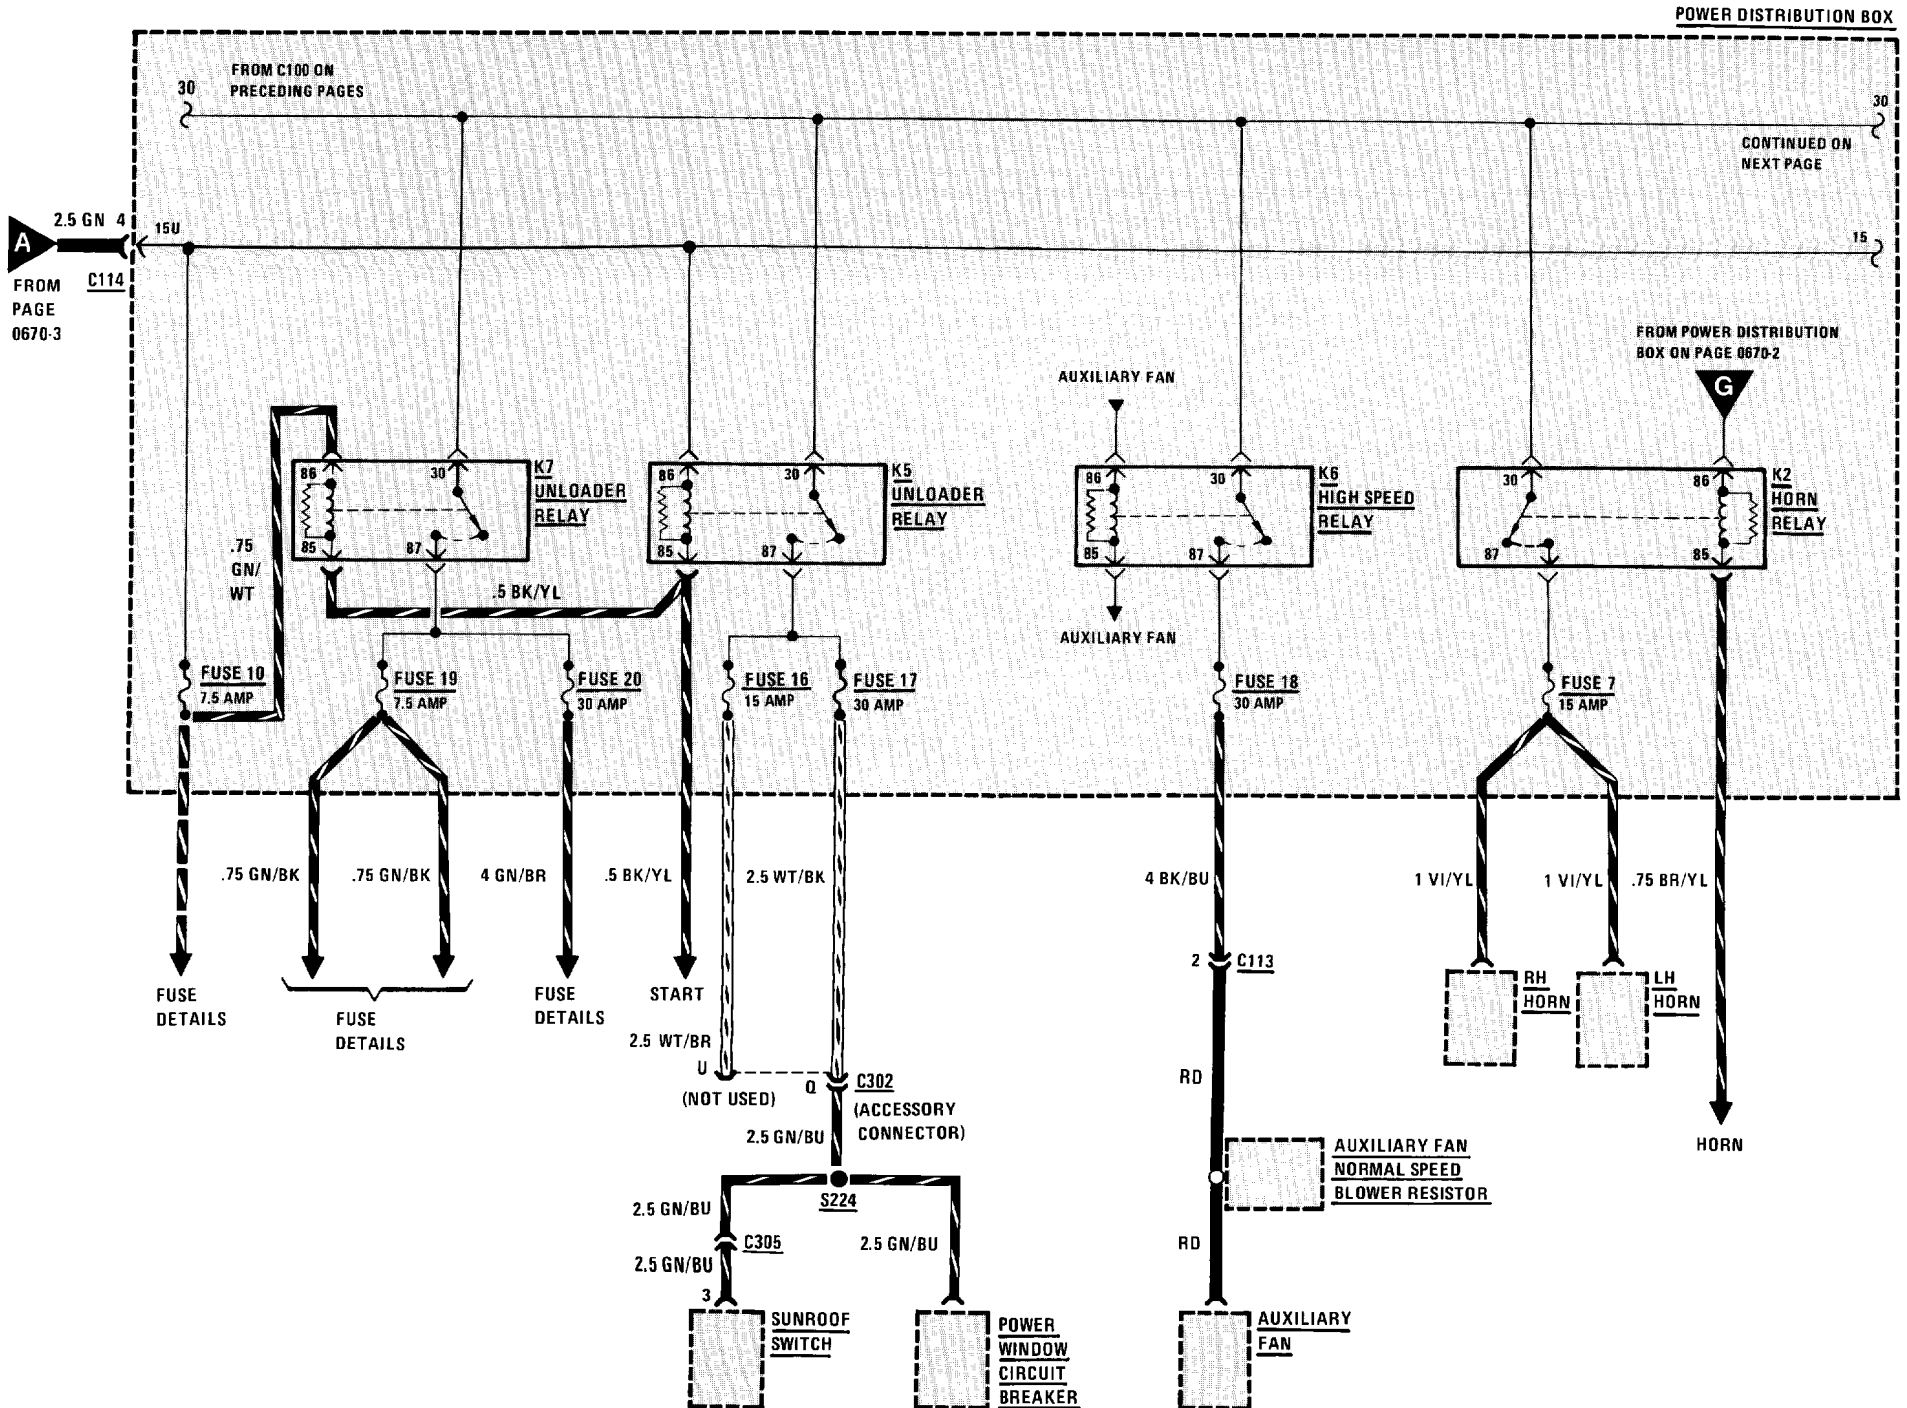 POWER DISTRIBUTION BOX
FROM C100 ON
PRECEDING PAGES
30
30
CONTINUED ON
NEXT PAGE
2.5 GN 4
15U
15
A
FROM
PAGE
0670-3
C114
FROM POWER DISTRIBUTION
BOX ON PAGE 0670-2
G
AUXILIARY FAN
86
30
85
87
K7
UNLOADER
RELAY
86
30
85
87
K5
UNLOADER
RELAY
86
30
85
87
K6
HIGH SPEED
RELAY
30
86
87
85
K2
HORN
RELAY
.75
GN/
WT
.5 BK/YL
AUXILIARY FAN
FUSE 10
7.5 AMP
FUSE 19
7.5 AMP
FUSE 20
30 AMP
FUSE 16
15 AMP
FUSE 17
30 AMP
FUSE 18
30 AMP
FUSE 7
15 AMP
.75 GN/BK
.75 GN/BK
4 GN/BR
.5 BK/YL
2.5 WT/BK
4 BK/BU
1 VI/YL
1 VI/YL
.75 BR/YL
2
C113
FUSE
DETAILS
FUSE
DETAILS
FUSE
DETAILS
START
RH
HORN
LH
HORN
2.5 WT/BR
U
(NOT USED)
Q
C302
(ACCESSORY
CONNECTOR)
RD
HORN
2.5 GN/BU
S224
AUXILIARY FAN
NORMAL SPEED
BLOWER RESISTOR
2.5 GN/BU
C305
2.5 GN/BU
2.5 GN/BU
RD
3
SUNROOF
SWITCH
POWER
WINDOW
CIRCUIT
BREAKER
AUXILIARY
FAN